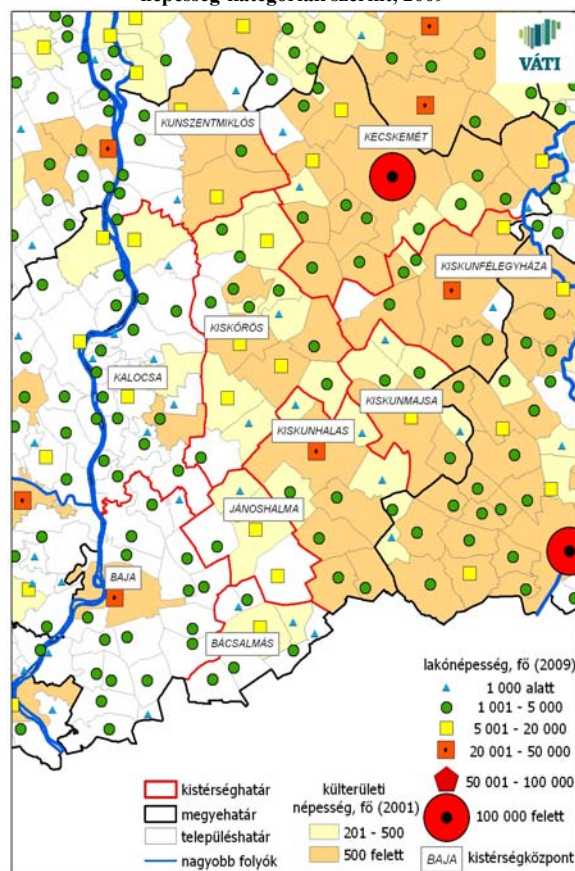 népesség-kategóriái szerint, 2009
VÁTI
KUNSZENTMIKLÓS
KECSKEMÉT
KISKUNFÉLEGYHÁZA
KISKŐRÖS
KALOCSA
KISKUNMAJSA
KISKUNHALAS
JÁNOSHALMA
BAJA
BÁCSALMÁS
lakónépesség, fő (2009)
1 000 alatt
1 001 - 5 000
5 001 - 20 000
20 001 - 50 000
50 001 - 100 000
100 000 felett
BAJA kistérségközpont
kistérséghatár
megyehatár
településhatár
nagyobb folyók
külterületi
népesség, fő (2001)
201 - 500
500 felett